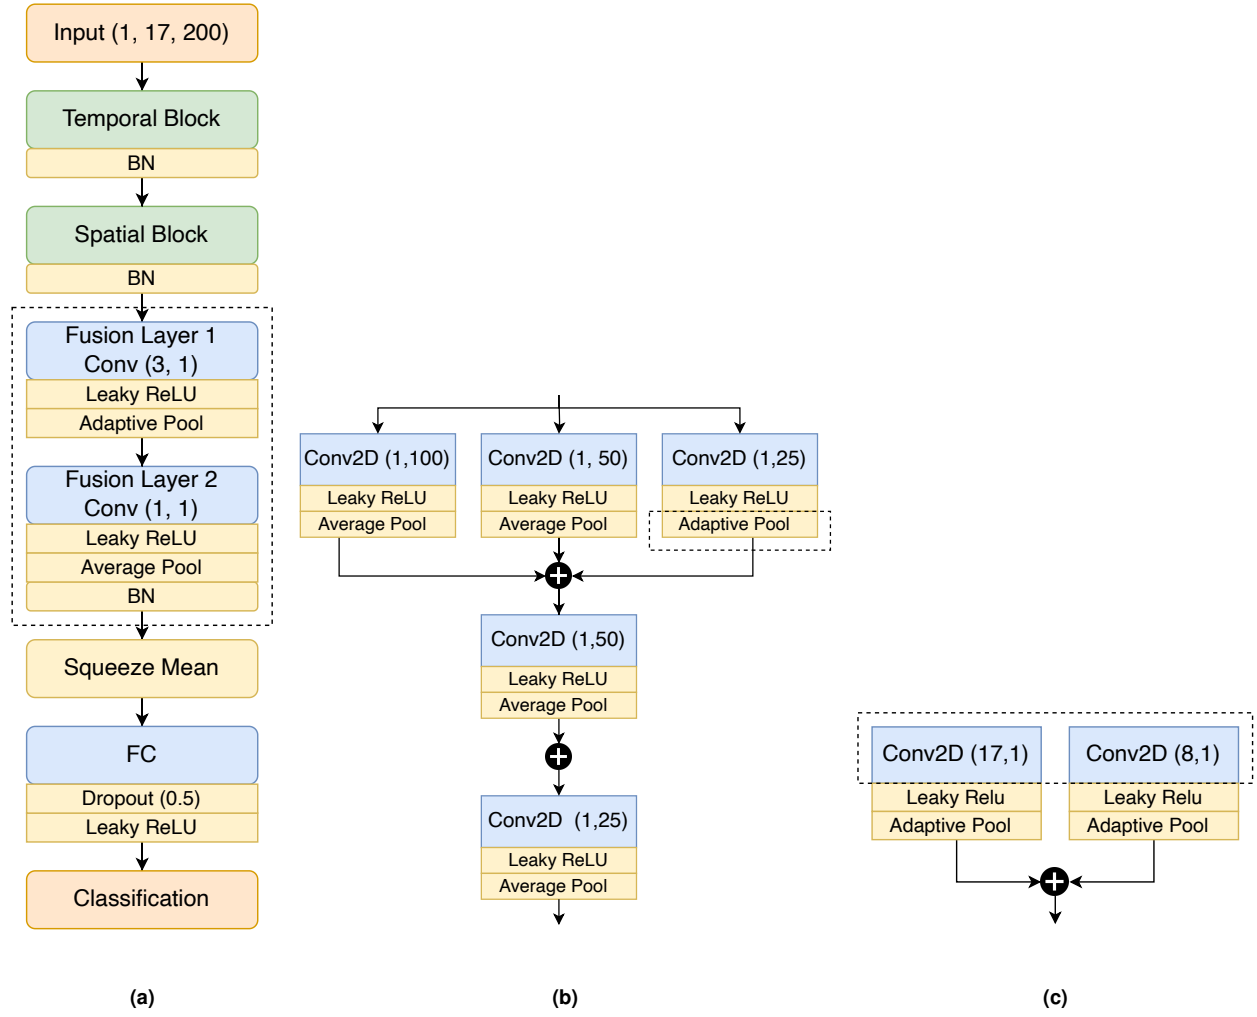 Input (1, 17, 200)
Temporal Block
BN
Spatial Block
BN
Fusion Layer 1
Conv (3, 1)
Leaky ReLU
Adaptive Pool
Fusion Layer 2
Conv (1, 1)
Leaky ReLU
Average Pool
BN
Squeeze Mean
FC
Dropout (0.5)
Leaky ReLU
Classification
(a)
Conv2D (1,100)
Leaky ReLU
Average Pool
Conv2D (1, 50)
Leaky ReLU
Average Pool
Conv2D (1,25)
Leaky ReLU
Adaptive Pool
Conv2D (1,50)
Leaky ReLU
Average Pool
Conv2D (1,25)
Leaky ReLU
Average Pool
(b)
Conv2D (17,1)
Leaky Relu
Adaptive Pool
Conv2D (8,1)
Leaky Relu
Adaptive Pool
(c)